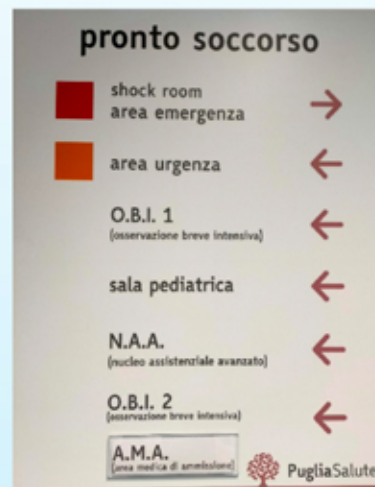 pronto soccorso
shock room
area emergenza
area urgenza
O.B.I. 1
(osservazione breve intensiva)
sala pediatrica
N.A.A.
(nucleo assistenziale avanzato)
O.B.I. 2
(osservazione breve intensiva)
A.M.A.
(area medica di ammissione)
PugliaSalute